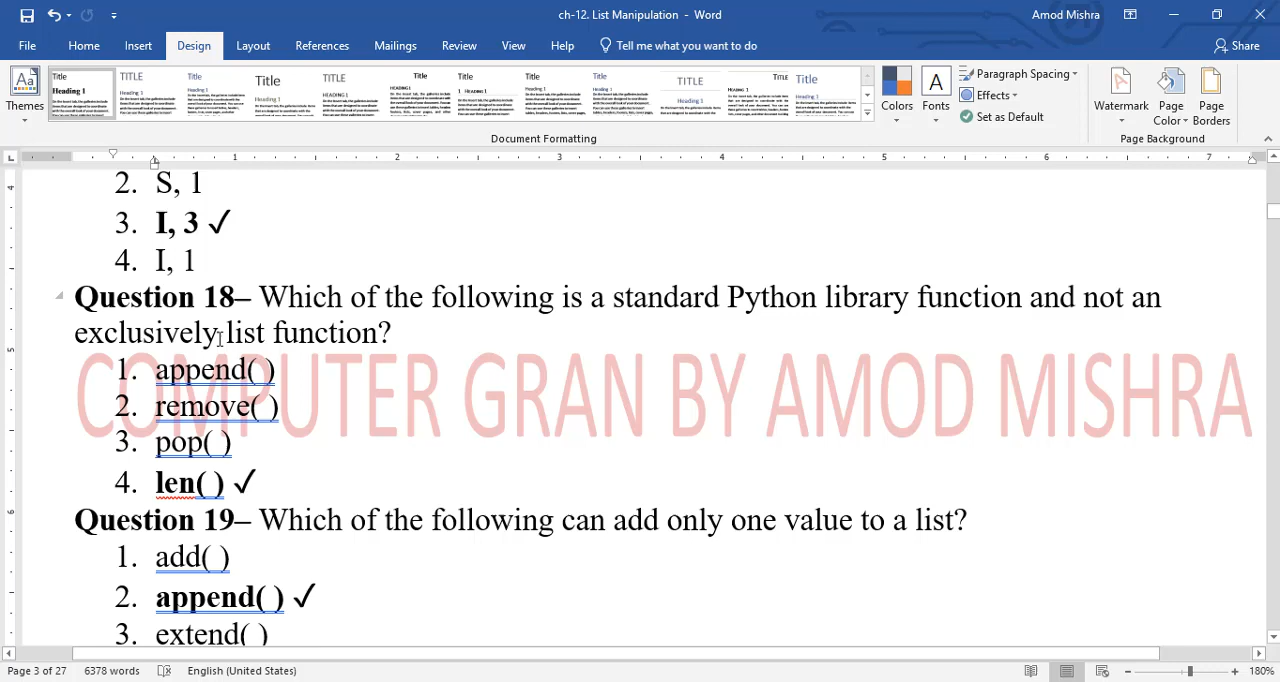 ch-12. List Manipulation - Word
Amod Mishra
File Home Insert Design Layout References Mailings Review View Help Tell me what you want to do Share
Themes
Colors
Fonts
Paragraph Spacing
Effects
Set as Default
Watermark
Page Color
Page Borders
Document Formatting
Page Background
2. S, 1
3. I, 3 ✓
4. I, 1
Question 18– Which of the following is a standard Python library function and not an
exclusively list function?
COMPUTER GRAN BY AMOD MISHRA
1. append( )
2. remove( )
3. pop( )
4. len( ) ✓
Question 19– Which of the following can add only one value to a list?
1. add( )
2. append( ) ✓
3. extend( )
Page 3 of 27 6378 words English (United States) 180%